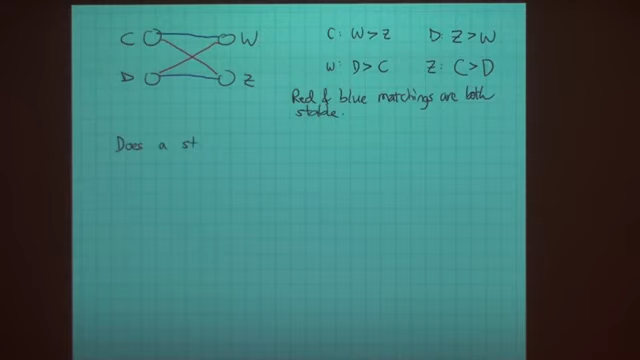 C W C: W > Z D: Z > W
D Z W: D > C Z: C > D
Red & blue matchings are both
stable.
Does a st